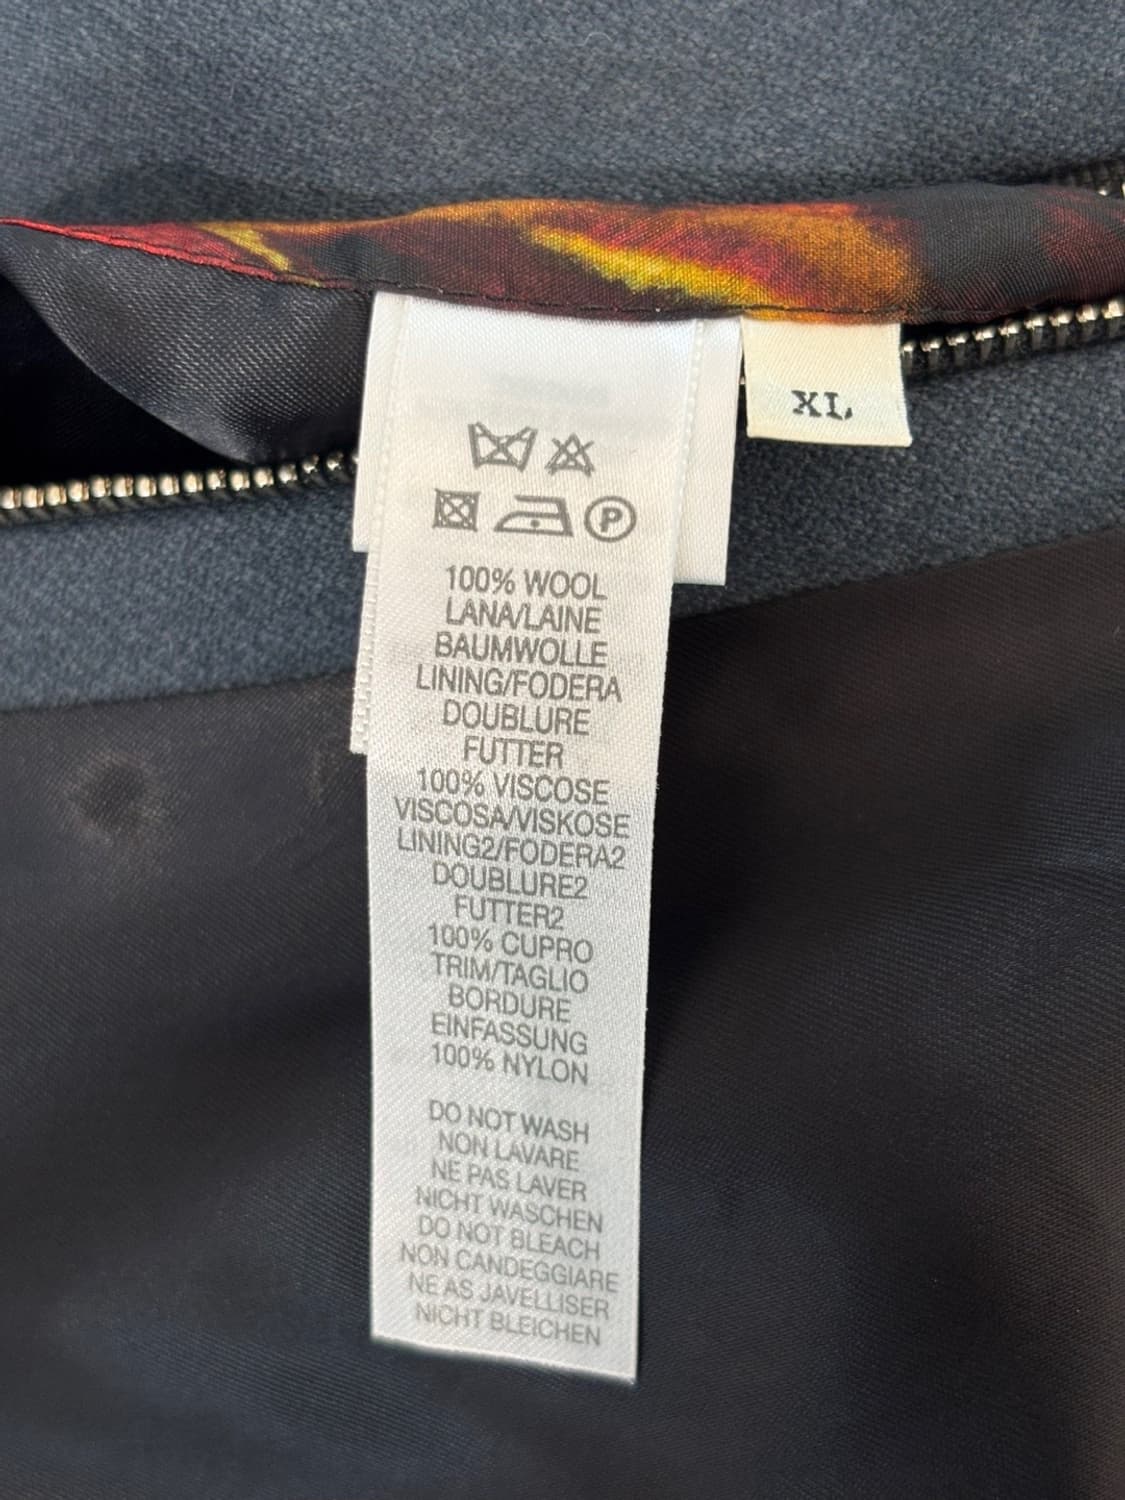 XL
P
100% WOOL
LANA/LAINE
BAUMWOLLE
LINING/FODERA
DOUBLURE
FUTTER
100% VISCOSE
VISCOSA/VISKOSE
LINING2/FODERA2
DOUBLURE2
FUTTER2
100% CUPRO
TRIM/TAGLIO
BORDURE
EINFASSUNG
100% NYLON
DO NOT WASH
NON LAVARE
NE PAS LAVER
NICHT WASCHEN
DO NOT BLEACH
NON CANDEGGIARE
NE AS JAVELLISER
NICHT BLEICHEN